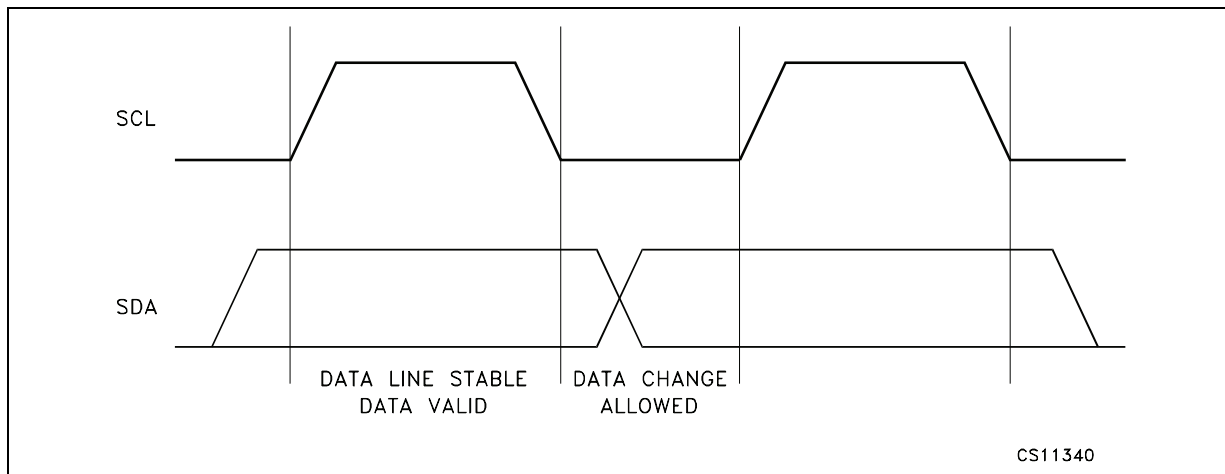 SCL
SDA
DATA LINE STABLE
DATA VALID
DATA CHANGE
ALLOWED
CS11340